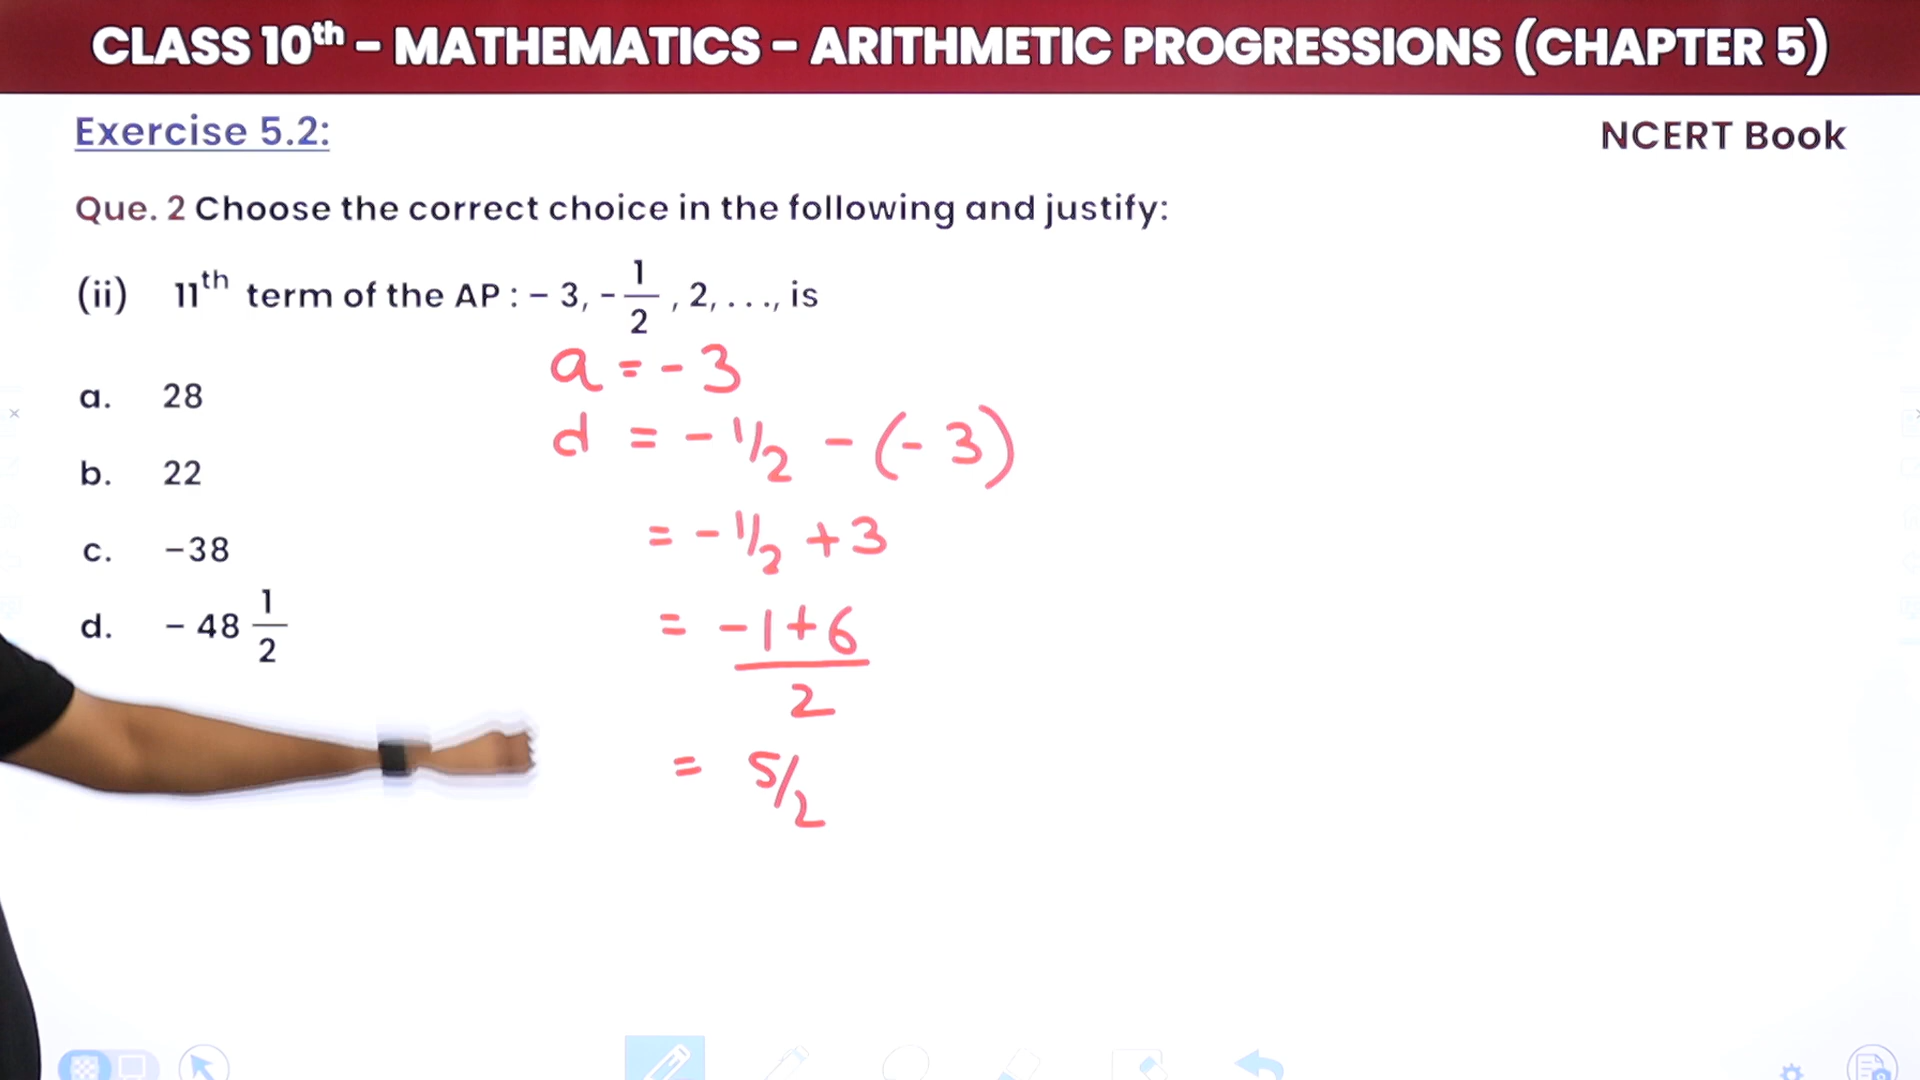 CLASS 10th – MATHEMATICS – ARITHMETIC PROGRESSIONS (CHAPTER 5)
Exercise 5.2:
NCERT Book
Que. 2 Choose the correct choice in the following and justify:
(ii) 11th term of the AP : – 3, -1/2, 2, . . ., is
a = - 3
a. 28
d = - 1/2 - (- 3)
b. 22
= - 1/2 + 3
c. –38
= -1+6/2
d. – 48 1/2
= 5/2